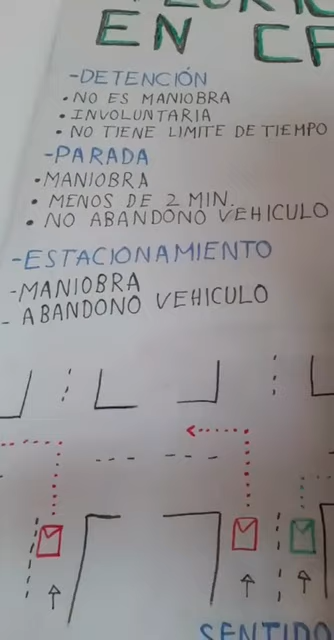 EN CF
-DETENCIÓN
• NO ES MANIOBRA
• INVOLUNTARIA
• NO TIENE LIMITE DE TIEMPO
-PARADA
• MANIOBRA
• MENOS DE 2 MIN.
• NO ABANDONO VEHICULO
-ESTACIONAMIENTO
-MANIOBRA
- ABANDONO VEHICULO
SENTIDO